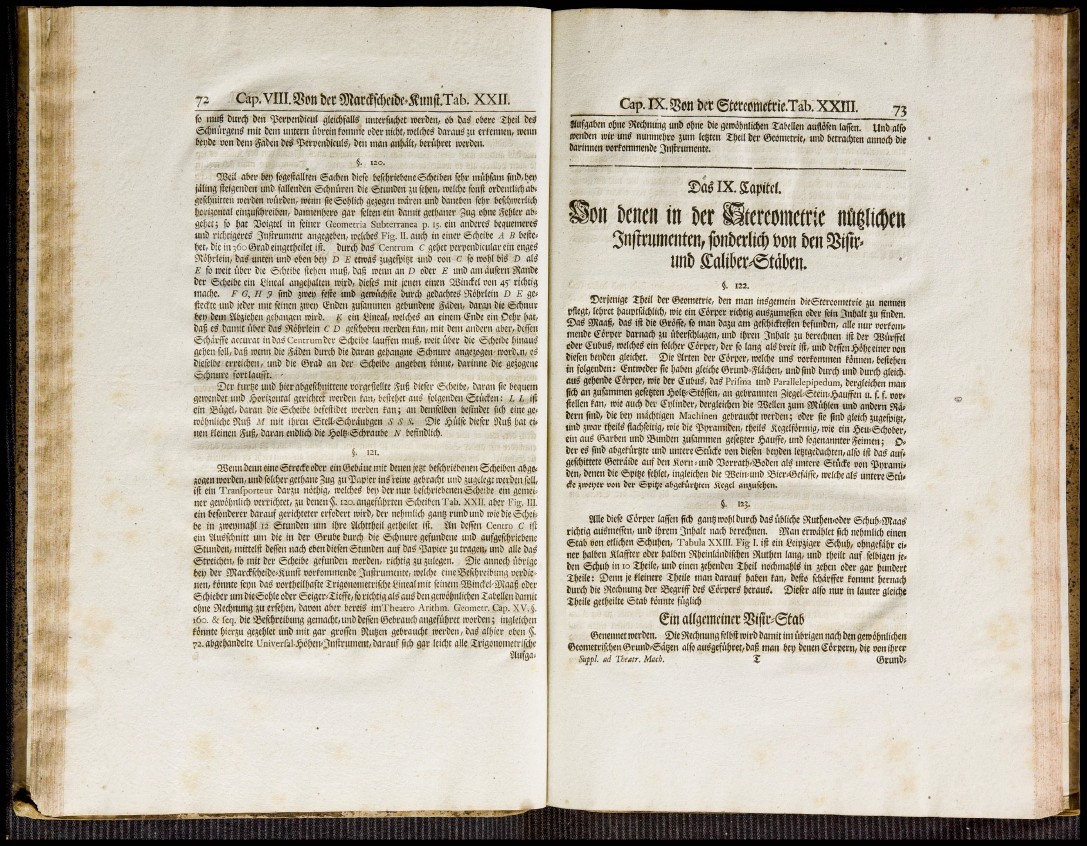 72 Cap. VIII. Von der Marckscheide-Kunst. Tab. XXII.
so muß durch den Perpendicul gleichfalls untersuchet werden, ob das obere Theil des
Schnürgens mit dem untern überein komme oder nicht, welches daraus zu erkennen, wenn
beyde von dem Faden des Perpendiculs, den man anhält, berühret werden.
§. 120.
Weil aber bey sogestallten Sachen diese beschriebene Scheiben sehr mühsam sind, bey
jäling steigenden und fallenden Schnüren die Stunden zu sehen, welche sonst ordentlich ab-
geschnitten werden würden, wenn sie Söhlich gezogen wären und daneben sehr beschwerlich
horizontal einzuschreiben, dannenhero gar selten ein damit gethaner Zug ohne Fehler ab-
gehet; so hat Voigtel in seiner Geometria Subterranea p. 15. ein anderes bequemeres
und richtigeres Instrument angegeben, welches Fig. II. auch in einer Scheibe A B beste-
het, die in 360 Grad eingetheilet ist. durch das Centrum C gehet perpendicular ein enges
Röhrlein, das unten und oben bey D E etwas zugespitzt und von C so wohl bis D als
E so weit über die Scheibe stehen muß, daß wenn an D oder E und am äusern Rande
der Scheibe ein Lineal angehalten wird, dieses mit jenen einen Winckel von 45° richtig
mache. F G, H J sind zwey feste und gewüchste durch gedachtes Röhrlein D E ge-
steckte und jeder mit seinen zwey Enden zusammen gebundene Fäden, daran die Schnur
bey dem Abziehen gehangen wird. K ein Lineal, welches an einem Ende ein Oehr hat,
daß es damit über das Röhrlein C D geschoben werden kan, mit dem andern aber, dessen
Schärffe accurat in das Centrum der Scheibe lauffen muß, weit über die Scheibe hinaus
gehen soll, daß wenn die Fäden durch die daran gehangne Schnure angezogen worden, es
dieselbe erreichen, und die Grad an der Scheibe angeben könne, darinne die gezogene
Schnure fortläufft.
Der kurtze und hier abgeschnittene vorgestellte Fuß dieser Scheibe, daran sie bequem
gewendet und Horizontal gerichtet werden kan, bestehet aus folgenden Stücken: L L ist
ein Bügel, daran die Scheibe befestidet werden kan; an demselben befindet sich eine ge-
wöhnliche Nuß M mit ihren Stell-Schräubgen S S S. Die Hülse dieser Nuß hat ei-
nen kleinen Fuß, daran endlich die Holtz-Schraube N befindlich.
§. 121.
Wenn denn eine Strecke oder ein Gebäue mit denen jetzt beschriebenen Scheiben abge-
zogen worden, und solcher gethane Zug zu Papier ins reine gebracht und zugelegt werden soll,
ist ein Transporteur darzu nöthig, welches bey der nur beschriebenen Scheibe ein gemei-
ner gewöhnlich verrichtet, zu denen §. 120. angeführten Scheiben Tab. XXII. aber Fig. III.
ein besonderer darauf gerichteter erfodert wird, der nehmlich gantz rund und wie die Schei-
be in zweymahl 12 Stunden um ihre Achttheil getheilet ist. An dessen Centro C ist
ein Ausschnitt um die in der Grube durch die Schnure gefundene und aufgeschriebene
Stunden, mittelst dessen nach eben diesen Stunden auf das Papier zu tragen, und alle das
Streichen, so mit der Scheibe gefunden worden, richtig zu zulegen. Die annoch übrige
bey der Marckscheide-Kunst vorkommende Instrumente, welche eine Beschreibung verdie-
nen, könnte seyn das vortheilhafte Trigonometrische Lineal mit seinem Winckel-Maaß oder
Schieber um die Sohle oder Seiger-Tieffe, so richtig als aus den gewöhnlichen Tabellen damit
ohne Rechnung zu ersehen, davon aber bereis im Theatro Arithm. Geometr. Cap. XV. §.
160. & seq. die Beschreibung gemacht, und dessen Gebrauch angeführet worden; ingleichen
könnte hierzu gezehlet und mit gar grossen Nutzen gebraucht werden, das alhier oben §.
72. abgehandelte Universal-Höhen-Instrument, darauf sich gar leicht alle Trigonometrische
Aufga-
Cap. IX. Von der Stereometrie. Tab. XXIII. 73
Aufgaben ohne Rechnung und ohne die gewöhnlichen Tabellen auflösen lassen. Und also
wenden wir uns nunmehro zum letzten Theil der Geometrie, und betrachten annoch die
darinnen vorkommende Instrumente.
Das IX. Capitel.
Von denen in der Stereometrie nützlichen
Instrumenten, sonderlich von den Visir-
und Caliber-Stäben.
§. 122.
Derjenige Theil der Geometrie, den man insgemein die Stereometrie zu nennen
pflegt, lehret hauptsächlich, wie ein Cörper richtig auszumessen oder sein Inhalt zu finden.
Das Maaß, das ist die Grösse, so man dazu am geschicktesten befunden, alle nur vorkom-
mende Cörper darnach zu überschlagen, und ihren Inhalt zu berechnen ist der Würffel
oder Cubus, welches ein solcher Cörper, der so lang als breit ist, und dessen Höhe einer von
diesen beyden gleichet. Die Arten der Cörper, welche uns vorkommen können, bestehen
in folgenden: Entweder sie haben gleiche Grund-Flächen, und sind durch und durch gleich-
aus gehende Cörper, wie der Cubus, das Prisma und Parallelepipedum, dergleichen man
sich an zusammen gesetzten Holtz-Stössen, an gebrannten Ziegel-Stein-Hauffen u. s. f. vor-
stellen kan, wie auch der Cylinder, dergleichen die Wellen zum Mühlen und andern Rä-
dern sind, die bey mächtigen Machinen gebraucht werden; oder sie sind gleich zugespitzt,
und zwar theils flachseitig, wie die Pyramiden, theils Kegelförmig, wie ein Heu-Schober,
ein aus Garben und Bunden zusammen gesetzter Hauffe, und sogenannter Feimen; O-
der es sind abgekürtzte und untere Stücke von diesen beyden letztgedachten, also ist das auf-
geschittete Geträide auf den Korn- und Vorrath-Boden als untere Stücke von Pyrami-
den, denen die Spitze fehlet, ingleichen die Wein- und Bier-Gefässe, welche als untere Stü-
cke zweyer von der Spitze abgekürtzten Kegel anzusehen.
§. 123.
Alle diese Cörper lassen sich gantz wohl durch das übliche Ruthen- oder Schuh-Maas
richtig ausmessen, und ihrem Inhalt nach berechnen. Man erwählet sich nehmlich einen
Stab von etlichen Schuhen, Tabula XXIII. Fig I. ist ein Leipziger Schuh, ohngefähr ei-
ner halben Klaffter oder halben Rheinländischen Ruthen lang, und theilt auf selbigen je-
den Schuh in 10 Theile, und einen zehenden Theil nochmahls in zehen oder gar hundert
Theile: Denn je kleinere Theile man darauf haben kan, desto schärffer kommt hernach
durch die Rechnung der Begriff des Cörpers heraus. Dieser also nur in lauter gleiche
Theile getheilte Stab könnte füglich
Ein allgemeiner Visir-Stab
Genennet werden. Die Rechnung selbst wird damit im übrigen nach den gewöhnlichen
Geometrischen Grund-Sätzen also ausgeführet, daß man bey denen Cörpern, die von ihrer
Suppl. ad Theatr. Mach. T Grund-